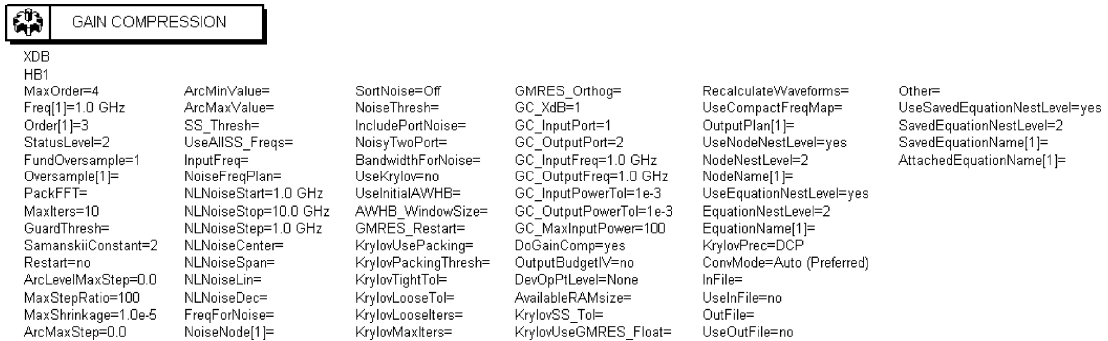 GAIN COMPRESSION
XDB
HB1
MaxOrder=4
Freq[1]=1.0 GHz
Order[1]=3
StatusLevel=2
FundOversample=1
Oversample[1]=
PackFFT=
MaxIters=10
GuardThresh=
SamanskiiConstant=2
Restart=no
ArcLevelMaxStep=0.0
MaxStepRatio=100
MaxShrinkage=1.0e-5
ArcMaxStep=0.0
ArcMinValue=
ArcMaxValue=
SS_Thresh=
UseAllSS_Freqs=
InputFreq=
NoiseFreqPlan=
NLNoiseStart=1.0 GHz
NLNoiseStop=10.0 GHz
NLNoiseStep=1.0 GHz
NLNoiseCenter=
NLNoiseSpan=
NLNoiseLin=
NLNoiseDec=
FreqForNoise=
NoiseNode[1]=
SortNoise=Off
NoiseThresh=
IncludePortNoise=
NoisyTwoPort=
BandwidthForNoise=
UseKrylov=no
UseInitialAWHB=
AWHB_WindowSize=
GMRES_Restart=
KrylovUsePacking=
KrylovPackingThresh=
KrylovTightTol=
KrylovLooseTol=
KrylovLooseIters=
KrylovMaxIters=
GMRES_Orthog=
GC_XdB=1
GC_InputPort=1
GC_OutputPort=2
GC_InputFreq=1.0 GHz
GC_OutputFreq=1.0 GHz
GC_InputPowerTol=1e-3
GC_OutputPowerTol=1e-3
GC_MaxInputPower=100
DoGainComp=yes
OutputBudgetIV=no
DevOpPtLevel=None
AvailableRAMsize=
KrylovSS_Tol=
KrylovUseGMRES_Float=
RecalculateWaveforms=
UseCompactFreqMap=
OutputPlan[1]=
UseNodeNestLevel=yes
NodeNestLevel=2
NodeName[1]=
UseEquationNestLevel=yes
EquationNestLevel=2
EquationName[1]=
KrylovPrec=DCP
ConvMode=Auto (Preferred)
InFile=
UseInFile=no
OutFile=
UseOutFile=no
Other=
UseSavedEquationNestLevel=yes
SavedEquationNestLevel=2
SavedEquationName[1]=
AttachedEquationName[1]=